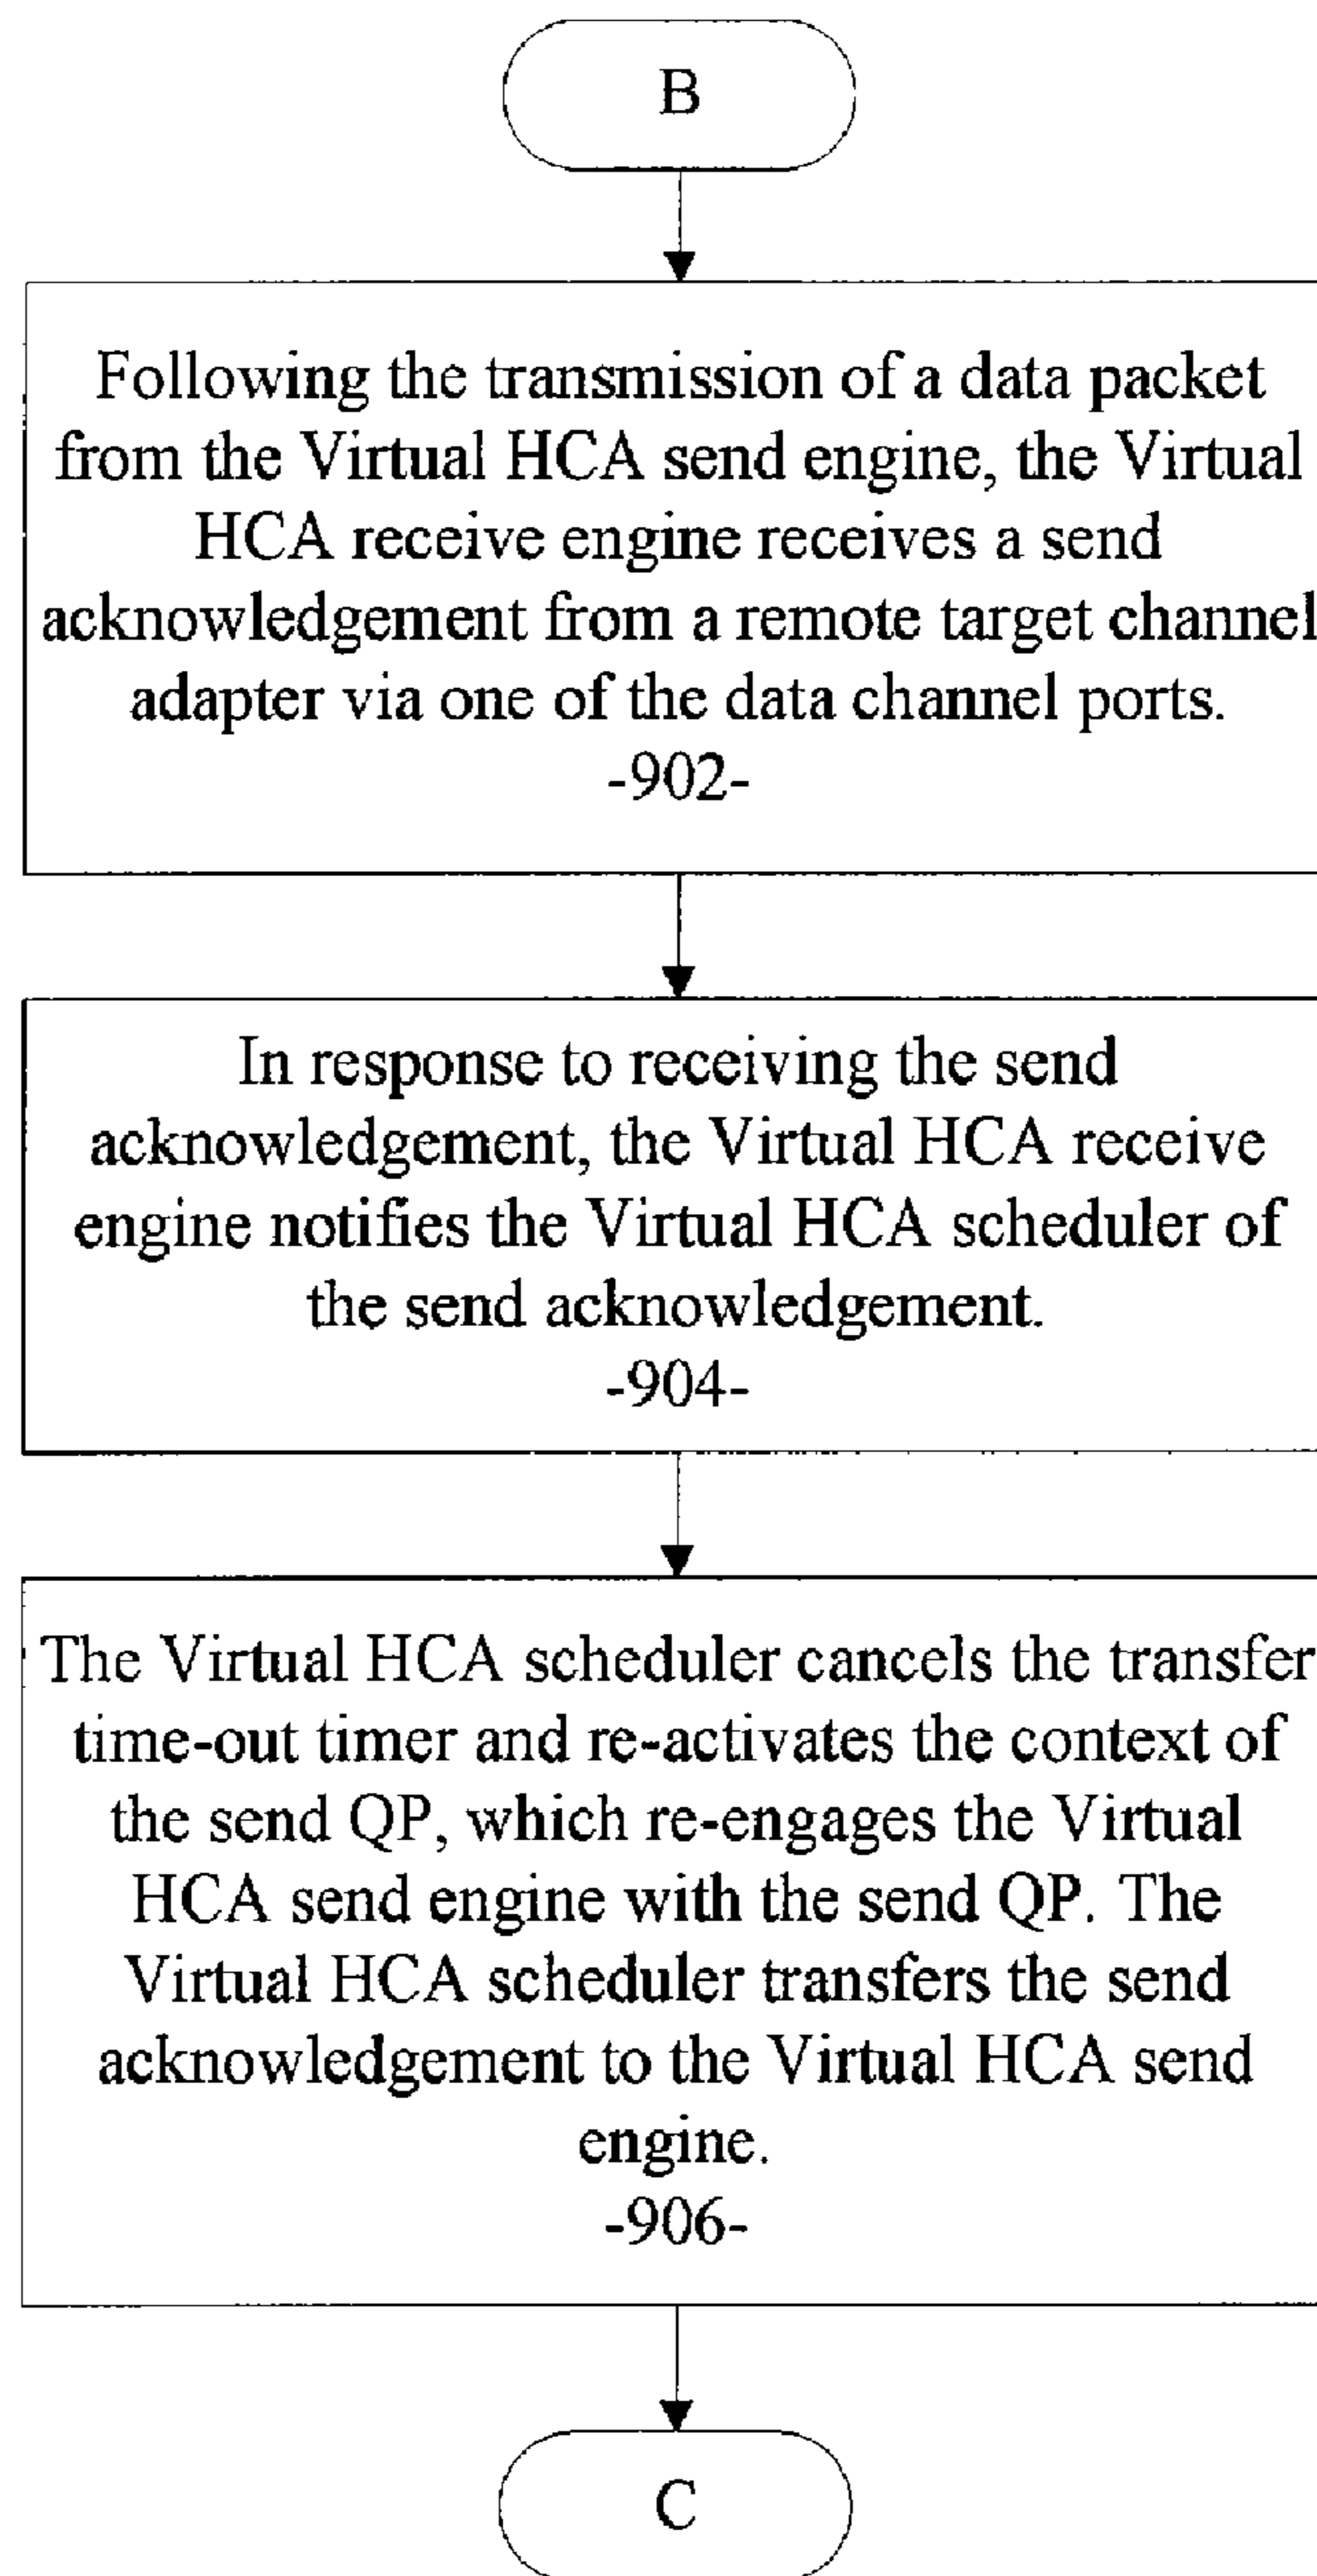 B
Following the transmission of a data packet
from the Virtual HCA send engine, the Virtual
HCA receive engine receives a send
acknowledgement from a remote target channel
adapter via one of the data channel ports.
-902-
In response to receiving the send
acknowledgement, the Virtual HCA receive
engine notifies the Virtual HCA scheduler of
the send acknowledgement.
-904-
The Virtual HCA scheduler cancels the transfer
time-out timer and re-activates the context of
the send QP, which re-engages the Virtual
HCA send engine with the send QP. The
Virtual HCA scheduler transfers the send
acknowledgement to the Virtual HCA send
engine.
-906-
C